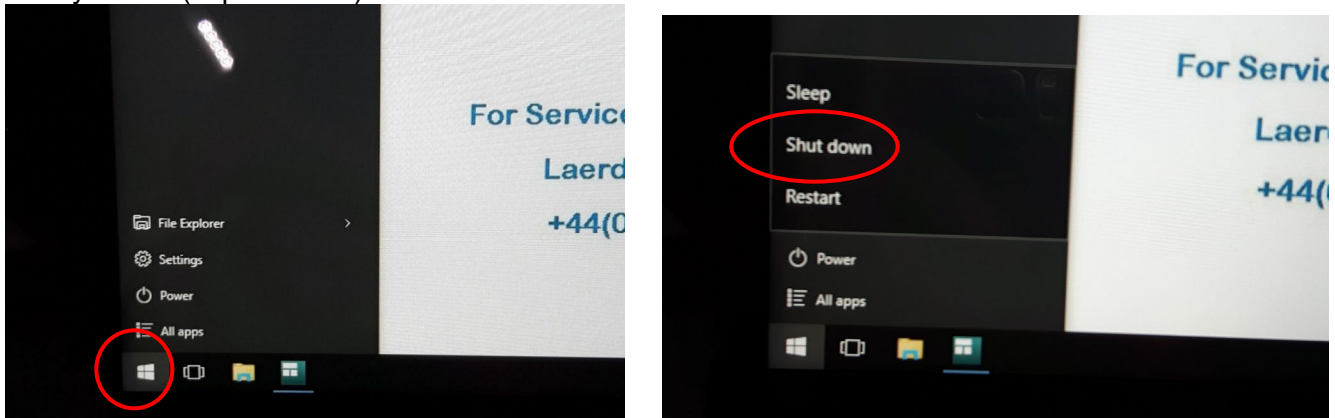 For Servic
Laerd
+44(0
File Explorer
Settings
Power
All apps
For Servic
Laer
+44(
Sleep
Shut down
Restart
Power
All apps